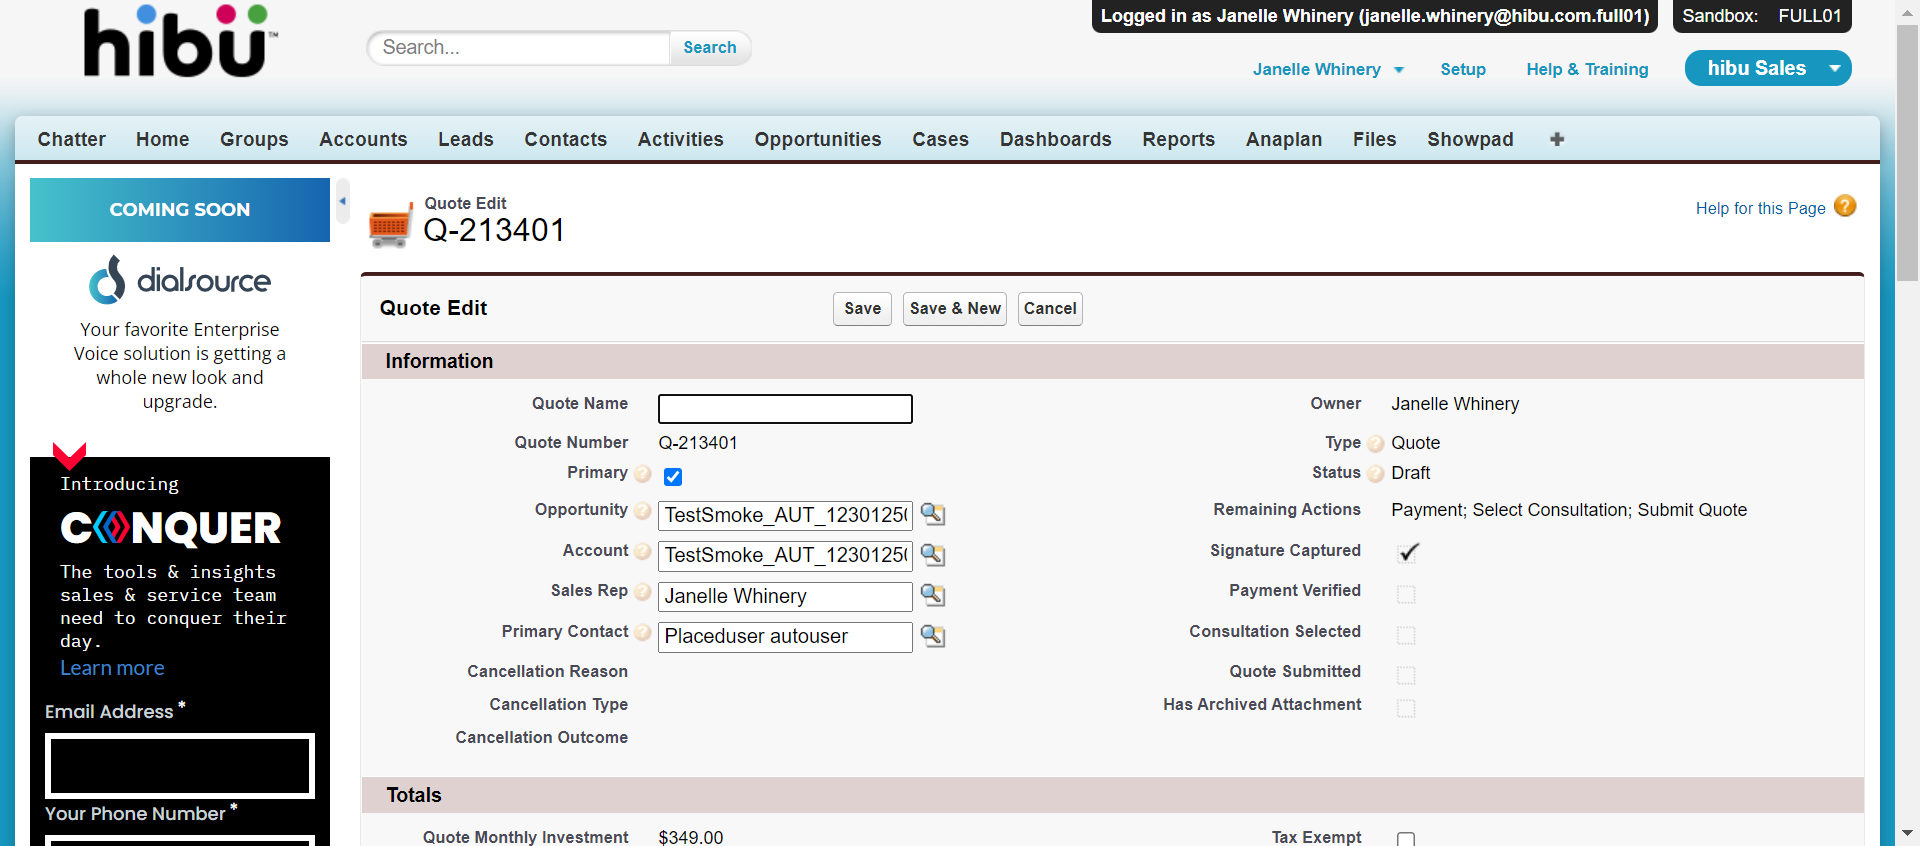 Logged in as Janelle Whinery (janelle.whinery@hibu.com.full01)
Sandbox: FULL01
hibü™
Search...
Search
Janelle Whinery
Setup
Help & Training
hibu Sales
Chatter Home Groups Accounts Leads Contacts Activities Opportunities Cases Dashboards Reports Anaplan Files Showpad
COMING SOON
dialsource
Your favorite Enterprise
Voice solution is getting a
whole new look and
upgrade.
Introducing
CONQUER
The tools & insights
sales & service team
need to conquer their
day.
Learn more
Email Address *
Your Phone Number *
Quote Edit
Q-213401
Help for this Page ?
Quote Edit
Save
Save & New
Cancel
Information
Quote Name
Owner Janelle Whinery
Quote Number Q-213401
Type ? Quote
Primary ?
Status ? Draft
Opportunity ? TestSmoke_AUT_12301250
Remaining Actions Payment; Select Consultation; Submit Quote
Account ? TestSmoke_AUT_12301250
Signature Captured
Sales Rep ? Janelle Whinery
Payment Verified
Primary Contact ? Placeduser autouser
Consultation Selected
Cancellation Reason
Quote Submitted
Cancellation Type
Has Archived Attachment
Cancellation Outcome
Totals
Quote Monthly Investment $349.00
Tax Exempt